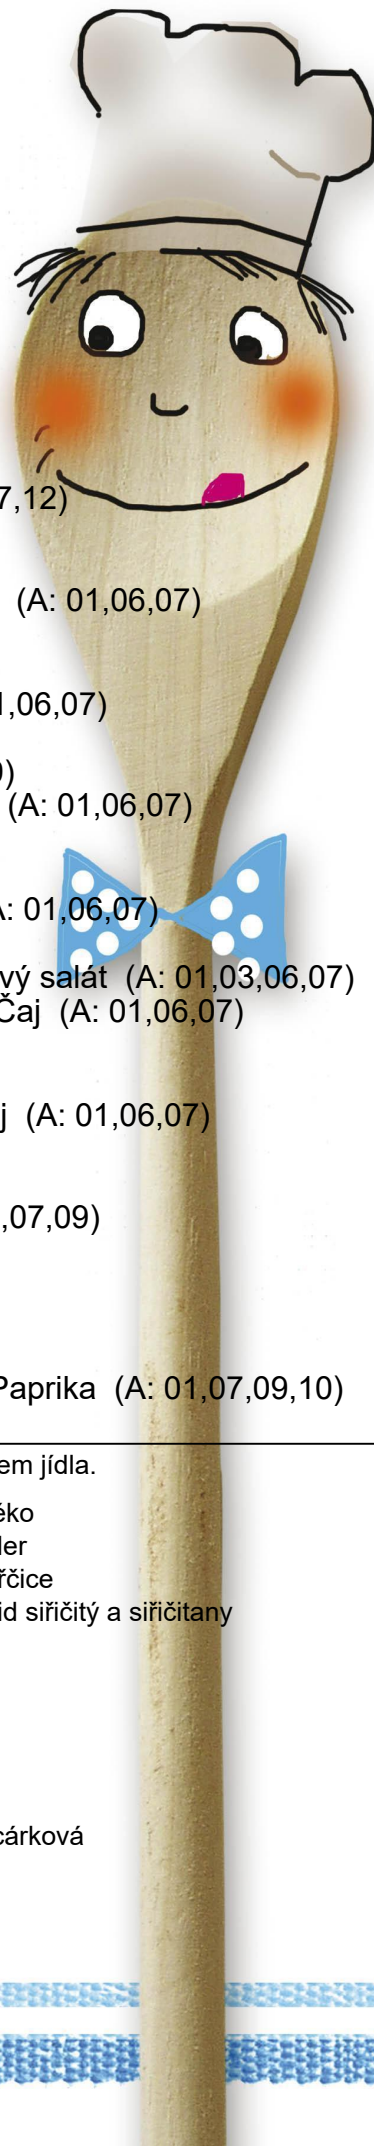 7,12)
(A: 01,06,07)
1,06,07)
)
(A: 01,06,07)
A: 01,06,07)
vý salát (A: 01,03,06,07)
Čaj (A: 01,06,07)
j (A: 01,06,07)
,07,09)
Paprika (A: 01,07,09,10)
em jídla.
éko
ler
řčice
id siřičitý a siřičitany
cárková